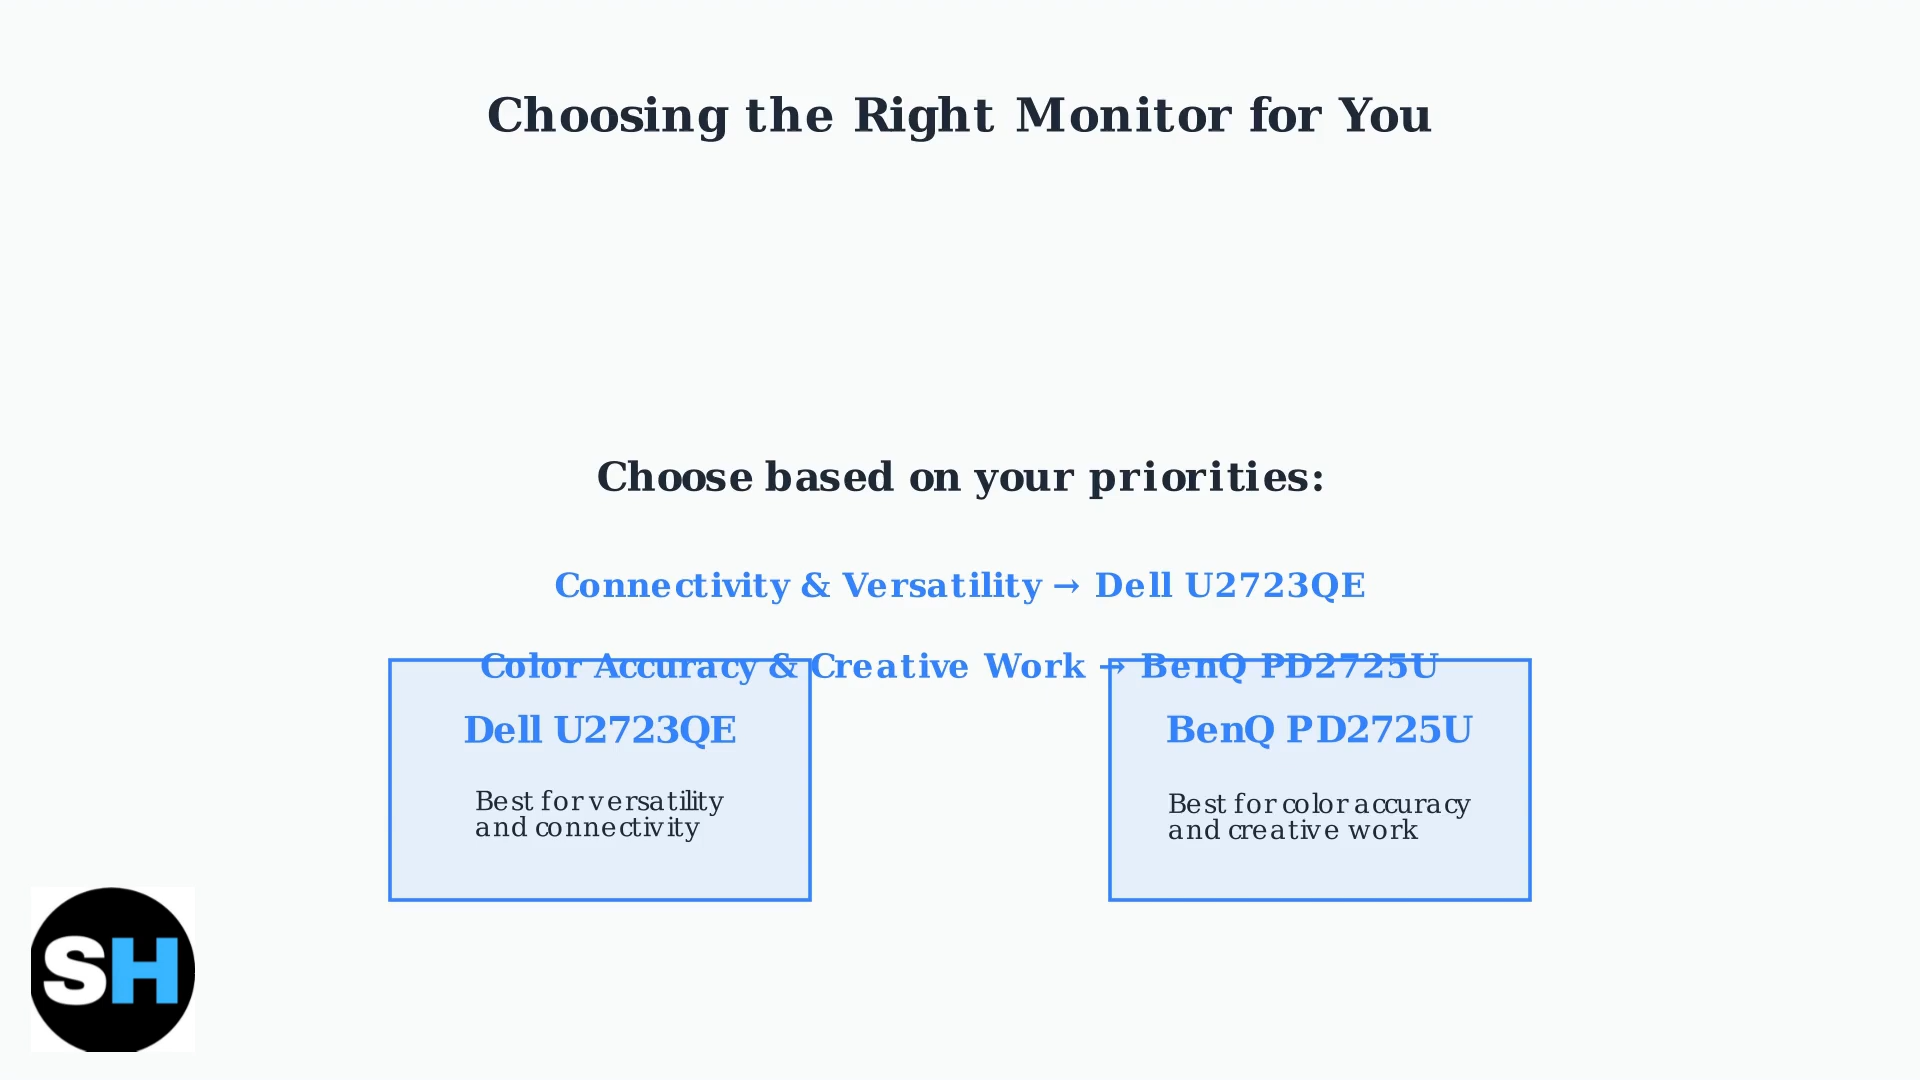 Choosing the Right Monitor for You
Choose based on your priorities:
Connectivity & Versatility → Dell U2723QE
Color Accuracy & Creative Work → BenQ PD2725U
Dell U2723QE
Best for versatility
and connectivity
BenQ PD2725U
Best for color accuracy
and creative work
SH